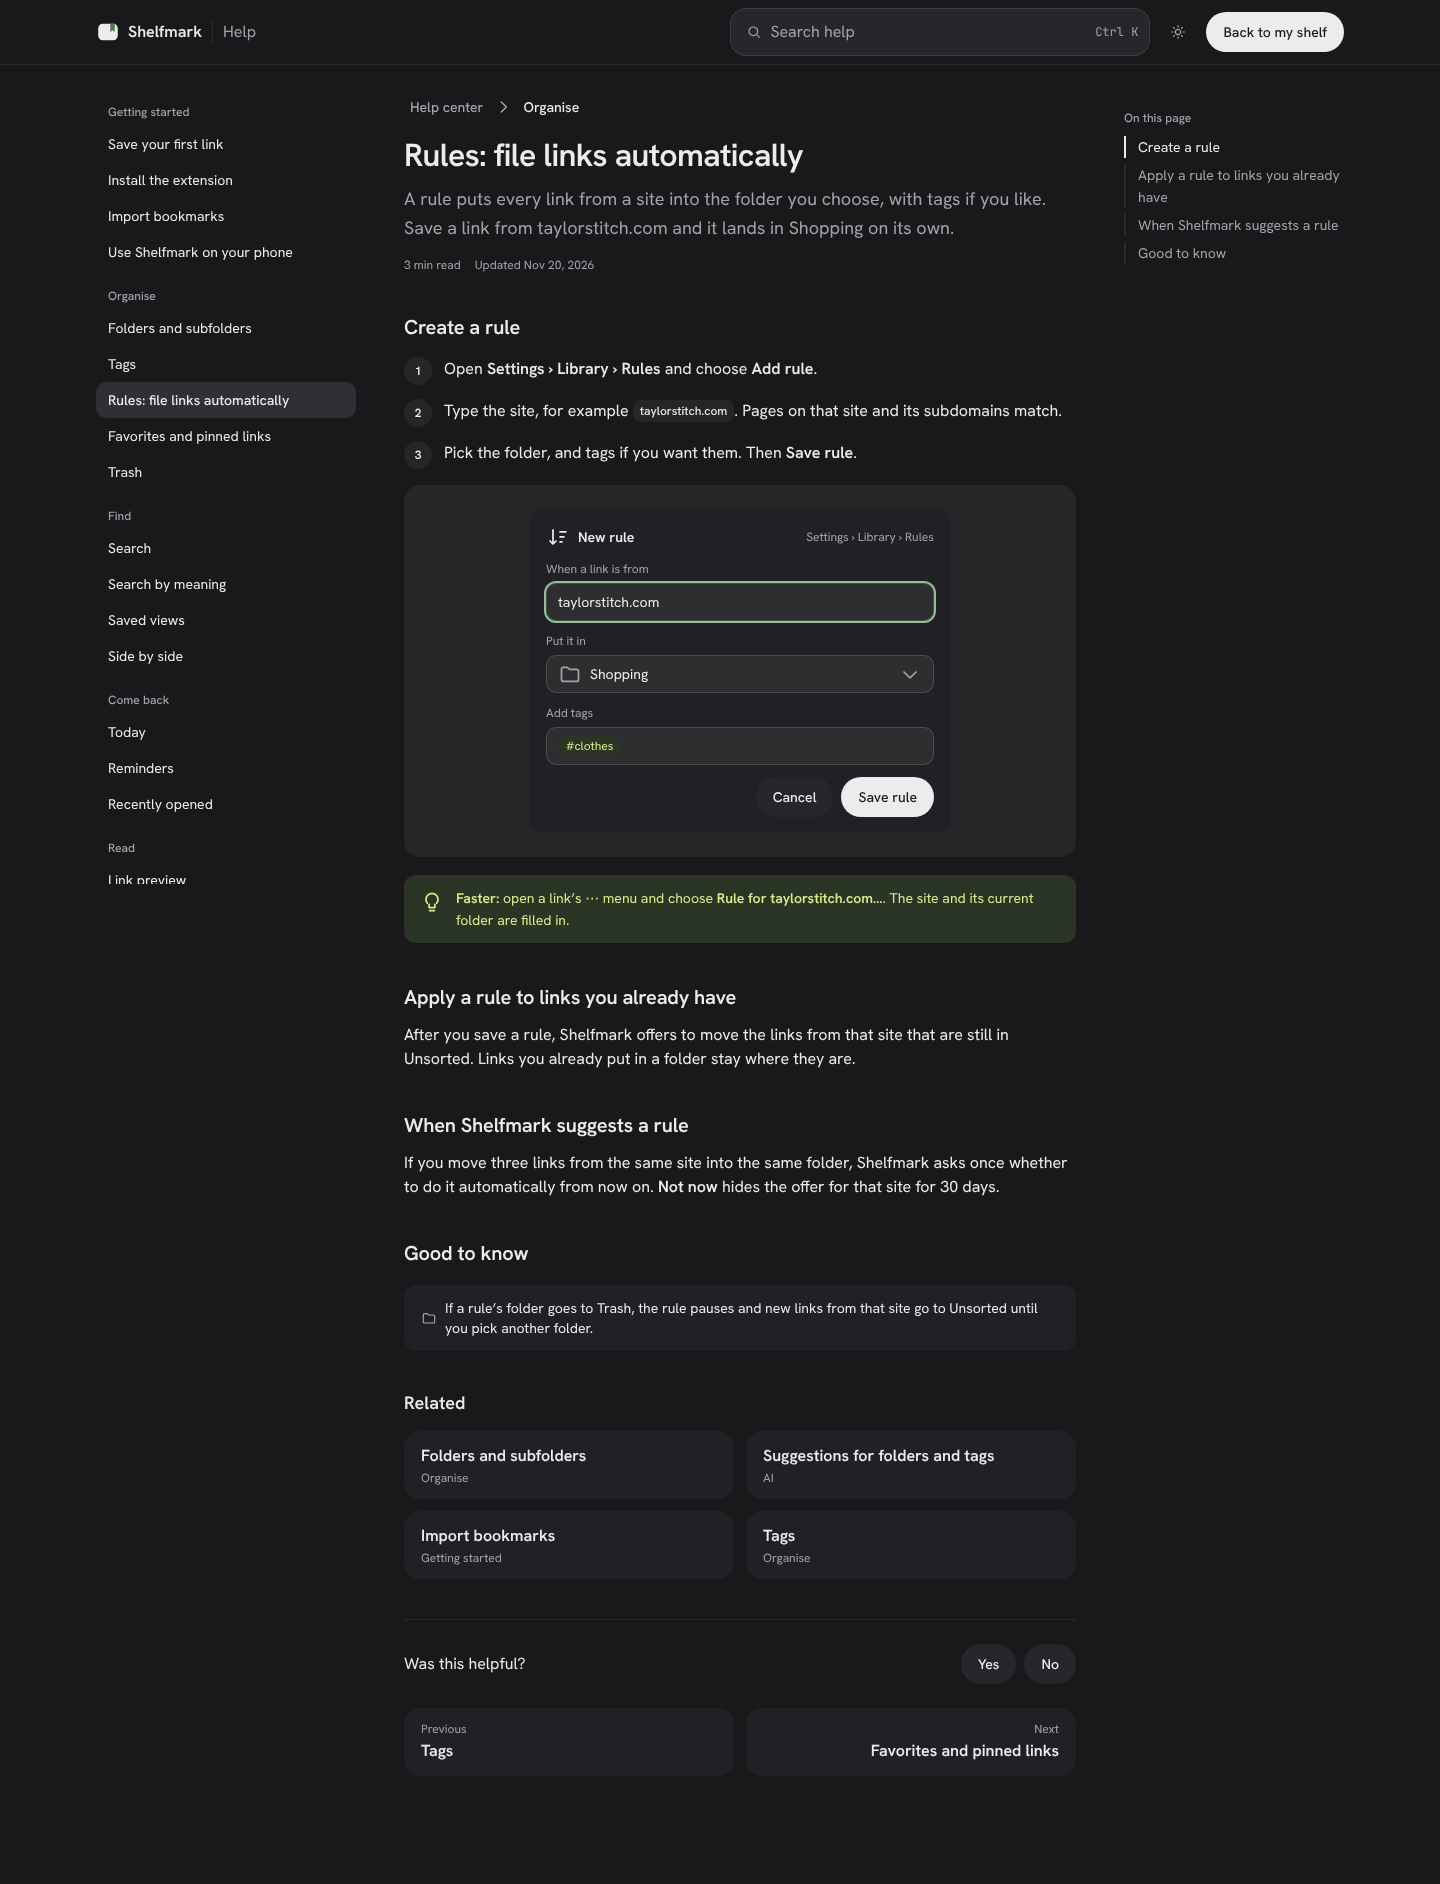 Shelfmark Help
Search help Ctrl K
Back to my shelf
Getting started
Save your first link
Install the extension
Import bookmarks
Use Shelfmark on your phone
Organise
Folders and subfolders
Tags
Rules: file links automatically
Favorites and pinned links
Trash
Find
Search
Search by meaning
Saved views
Side by side
Come back
Today
Reminders
Recently opened
Read
Link preview
Help center > Organise
Rules: file links automatically
A rule puts every link from a site into the folder you choose, with tags if you like.
Save a link from taylorstitch.com and it lands in Shopping on its own.
3 min read Updated Nov 20, 2026
Create a rule
1 Open Settings › Library › Rules and choose Add rule.
2 Type the site, for example taylorstitch.com. Pages on that site and its subdomains match.
3 Pick the folder, and tags if you want them. Then Save rule.
New rule Settings › Library › Rules
When a link is from
taylorstitch.com
Put it in
Shopping
Add tags
#clothes
Cancel Save rule
Faster: open a link’s ··· menu and choose Rule for taylorstitch.com…. The site and its current
folder are filled in.
Apply a rule to links you already have
After you save a rule, Shelfmark offers to move the links from that site that are still in
Unsorted. Links you already put in a folder stay where they are.
When Shelfmark suggests a rule
If you move three links from the same site into the same folder, Shelfmark asks once whether
to do it automatically from now on. Not now hides the offer for that site for 30 days.
Good to know
If a rule’s folder goes to Trash, the rule pauses and new links from that site go to Unsorted until
you pick another folder.
Related
Folders and subfolders
Organise
Suggestions for folders and tags
AI
Import bookmarks
Getting started
Tags
Organise
Was this helpful? Yes No
Previous
Tags
Next
Favorites and pinned links
On this page
Create a rule
Apply a rule to links you already
have
When Shelfmark suggests a rule
Good to know